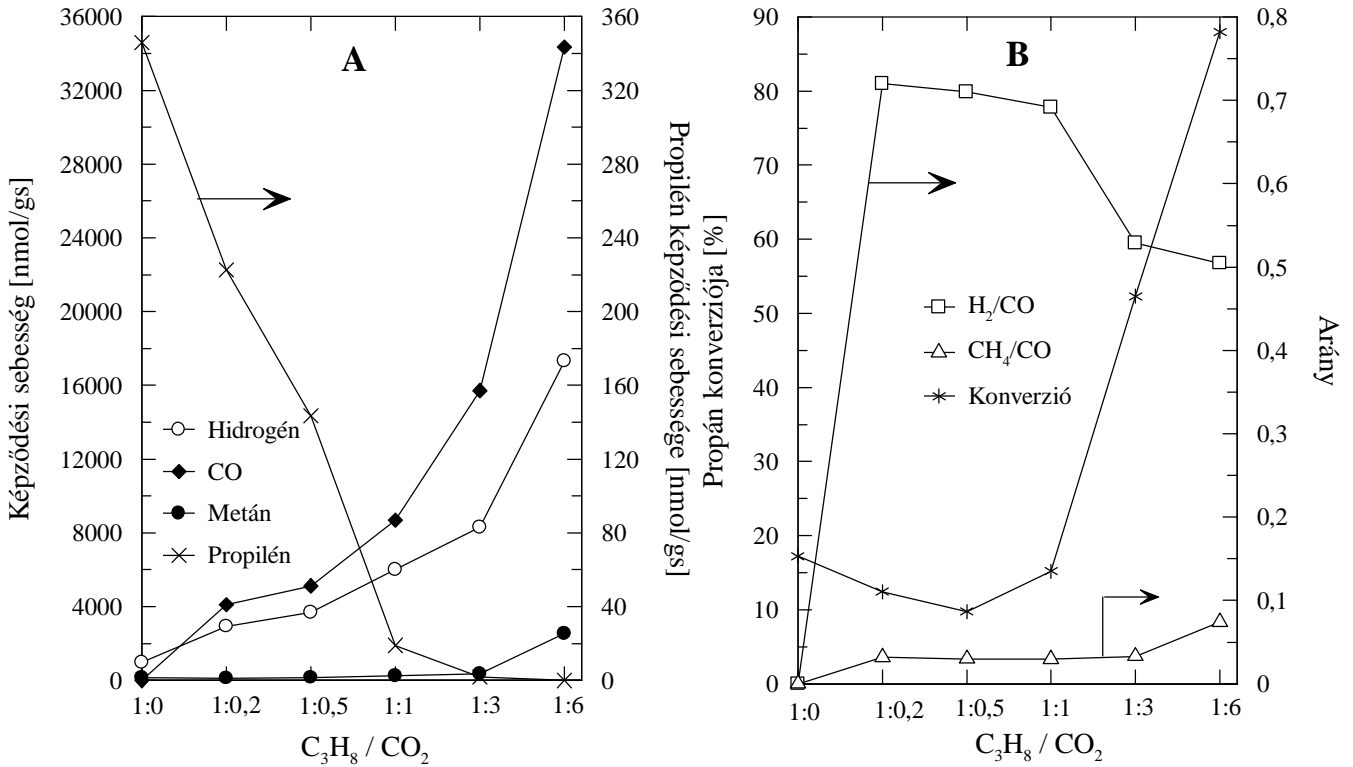 A
Képződési sebesség [nmol/gs]
36000
32000
28000
24000
20000
16000
12000
8000
4000
0
360
320
280
240
200
160
120
80
40
0
Propilén képződési sebessége [nmol/gs]
Hidrogén
CO
Metán
Propilén
1:0 1:0,2 1:0,5 1:1 1:3 1:6
C₃H₈ / CO₂
B
Propán konverziója [%]
90
80
70
60
50
40
30
20
10
0
0,8
0,7
0,6
0,5
0,4
0,3
0,2
0,1
0
Arány
H₂/CO
CH₄/CO
Konverzió
1:0 1:0,2 1:0,5 1:1 1:3 1:6
C₃H₈ / CO₂